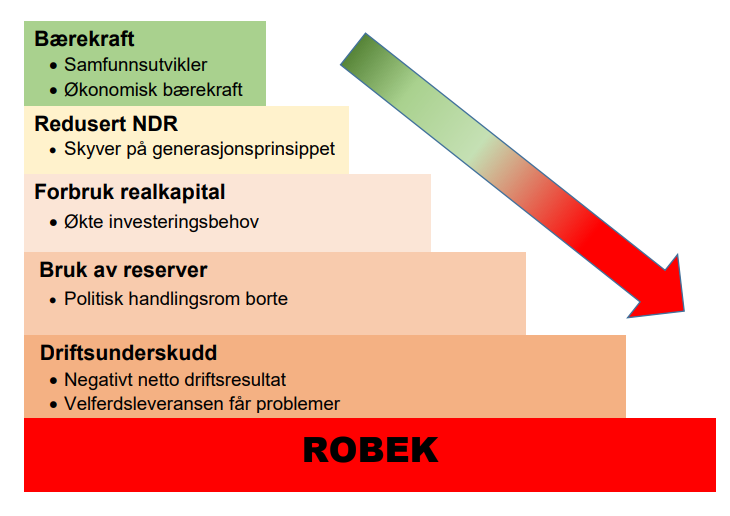 Bærekraft
• Samfunnsutvikler
• Økonomisk bærekraft
Redusert NDR
• Skyver på generasjonsprinsippet
Forbruk realkapital
• Økte investeringsbehov
Bruk av reserver
• Politisk handlingsrom borte
Driftsunderskudd
• Negativt netto driftsresultat
• Velferdsleveransen får problemer
ROBEK